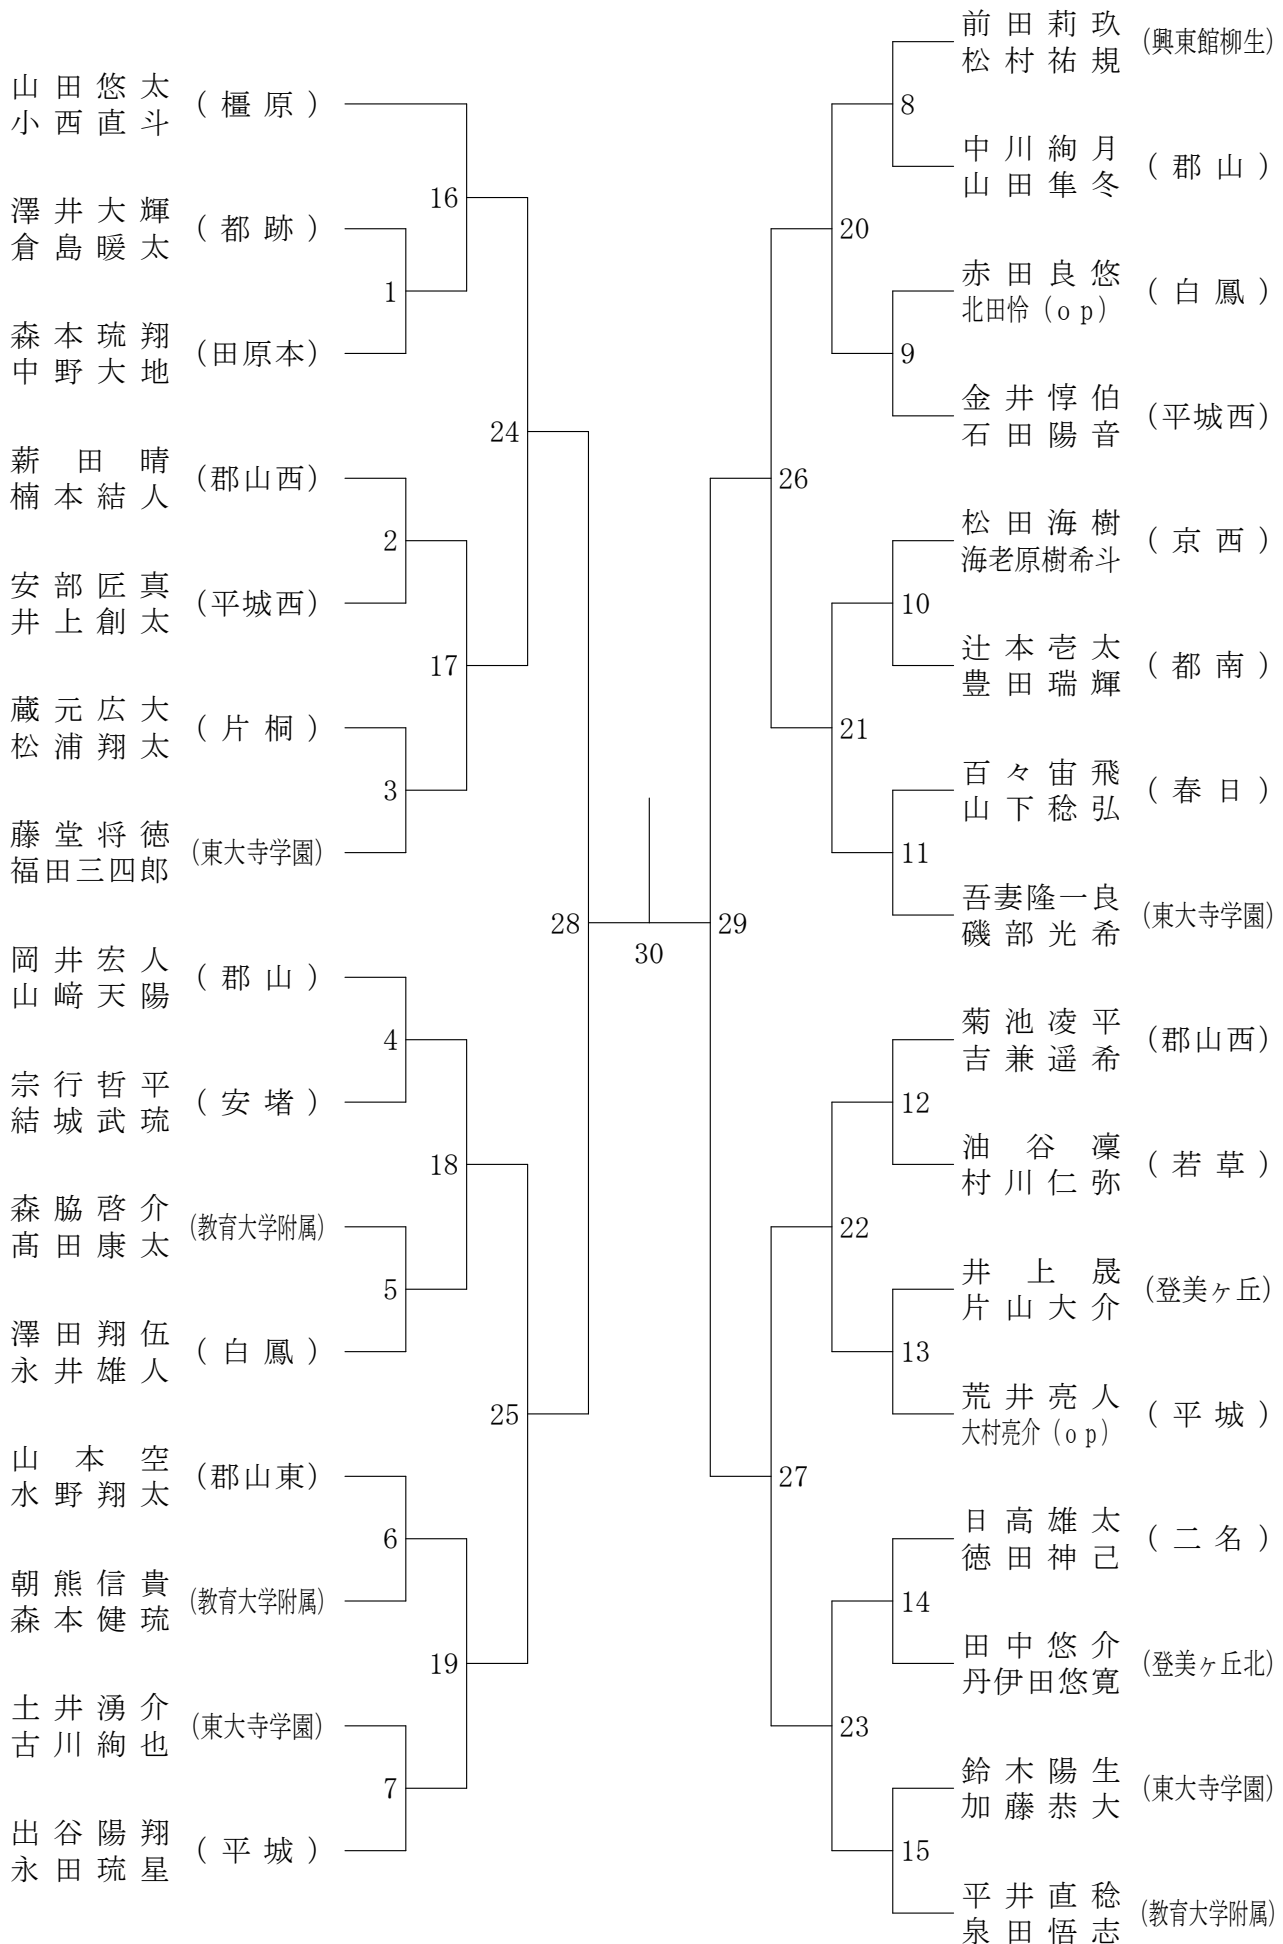 山田悠太
小西直斗
(橿原)
澤井大輝
倉島暖太
(都跡)
森本琉翔
中野大地
(田原本)
薪田晴
楠本結人
(郡山西)
安部匠真
井上創太
(平城西)
蔵元広大
松浦翔太
(片桐)
藤堂将徳
福田三四郎
(東大寺学園)
岡井宏人
山﨑天陽
(郡山)
宗行哲平
結城武琉
(安堵)
森脇啓介
髙田康太
(教育大学附属)
澤田翔伍
永井雄人
(白鳳)
山本空
水野翔太
(郡山東)
朝熊信貴
森本健琉
(教育大学附属)
土井湧介
古川絢也
(東大寺学園)
出谷陽翔
永田琉星
(平城)
1
2
3
4
5
6
7
16
17
18
19
24
25
28
30
29
26
27
20
21
22
23
8
9
10
11
12
13
14
15
前田莉玖
松村祐規
(興東館柳生)
中川絢月
山田隼冬
(郡山)
赤田良悠
北田怜(op)
(白鳳)
金井惇伯
石田陽音
(平城西)
松田海樹
海老原樹希斗
(京西)
辻本壱太
豊田瑞輝
(都南)
百々宙飛
山下稔弘
(春日)
吾妻隆一良
磯部光希
(東大寺学園)
菊池凌平
吉兼遥希
(郡山西)
油谷凜
村川仁弥
(若草)
井上晟
片山大介
(登美ヶ丘)
荒井亮人
大村亮介(op)
(平城)
日高雄太
徳田神己
(二名)
田中悠介
丹伊田悠寛
(登美ヶ丘北)
鈴木陽生
加藤恭大
(東大寺学園)
平井直稔
泉田悟志
(教育大学附属)